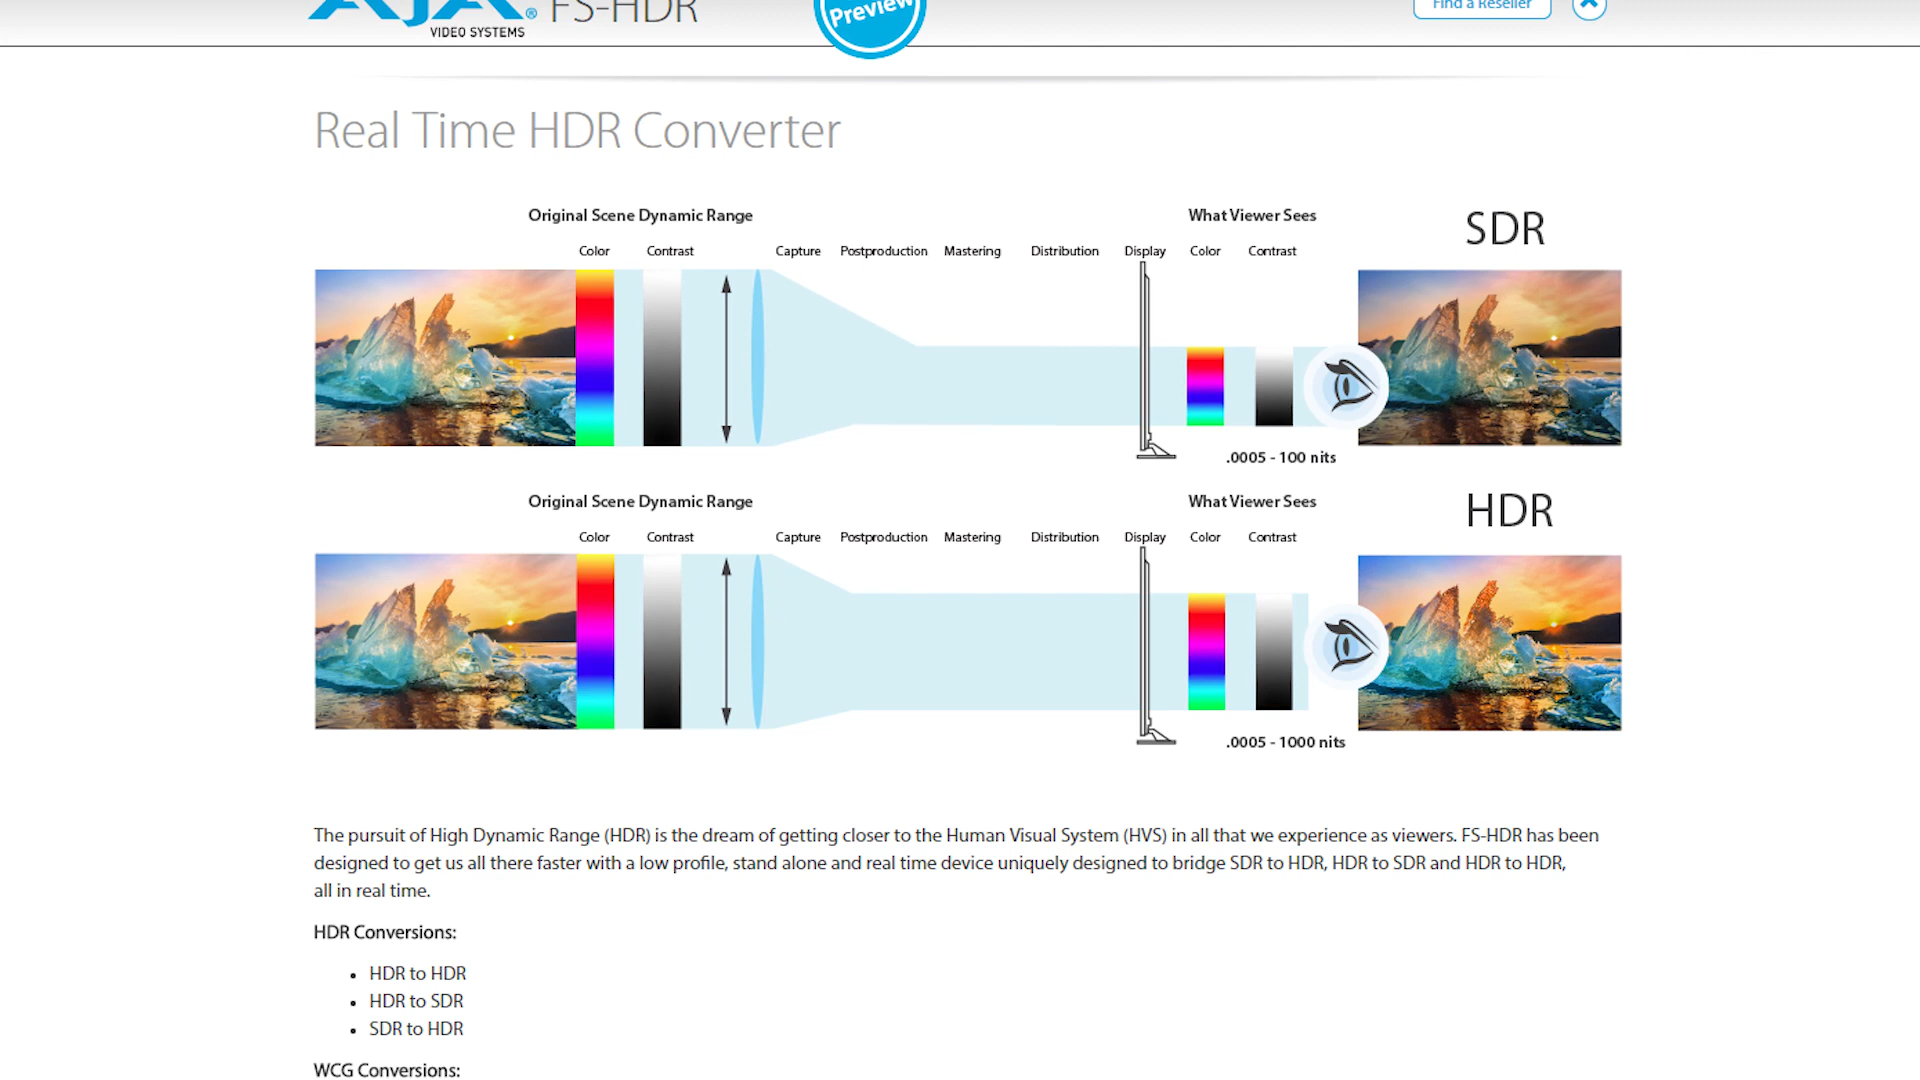 AJA® FS-HDR
VIDEO SYSTEMS
Preview
Find a Reseller
Real Time HDR Converter
Original Scene Dynamic Range
What Viewer Sees
SDR
Color Contrast Capture Postproduction Mastering Distribution Display Color Contrast
.0005 - 100 nits
Original Scene Dynamic Range
What Viewer Sees
HDR
Color Contrast Capture Postproduction Mastering Distribution Display Color Contrast
.0005 - 1000 nits
The pursuit of High Dynamic Range (HDR) is the dream of getting closer to the Human Visual System (HVS) in all that we experience as viewers. FS-HDR has been
designed to get us all there faster with a low profile, stand alone and real time device uniquely designed to bridge SDR to HDR, HDR to SDR and HDR to HDR,
all in real time.
HDR Conversions:
• HDR to HDR
• HDR to SDR
• SDR to HDR
WCG Conversions: